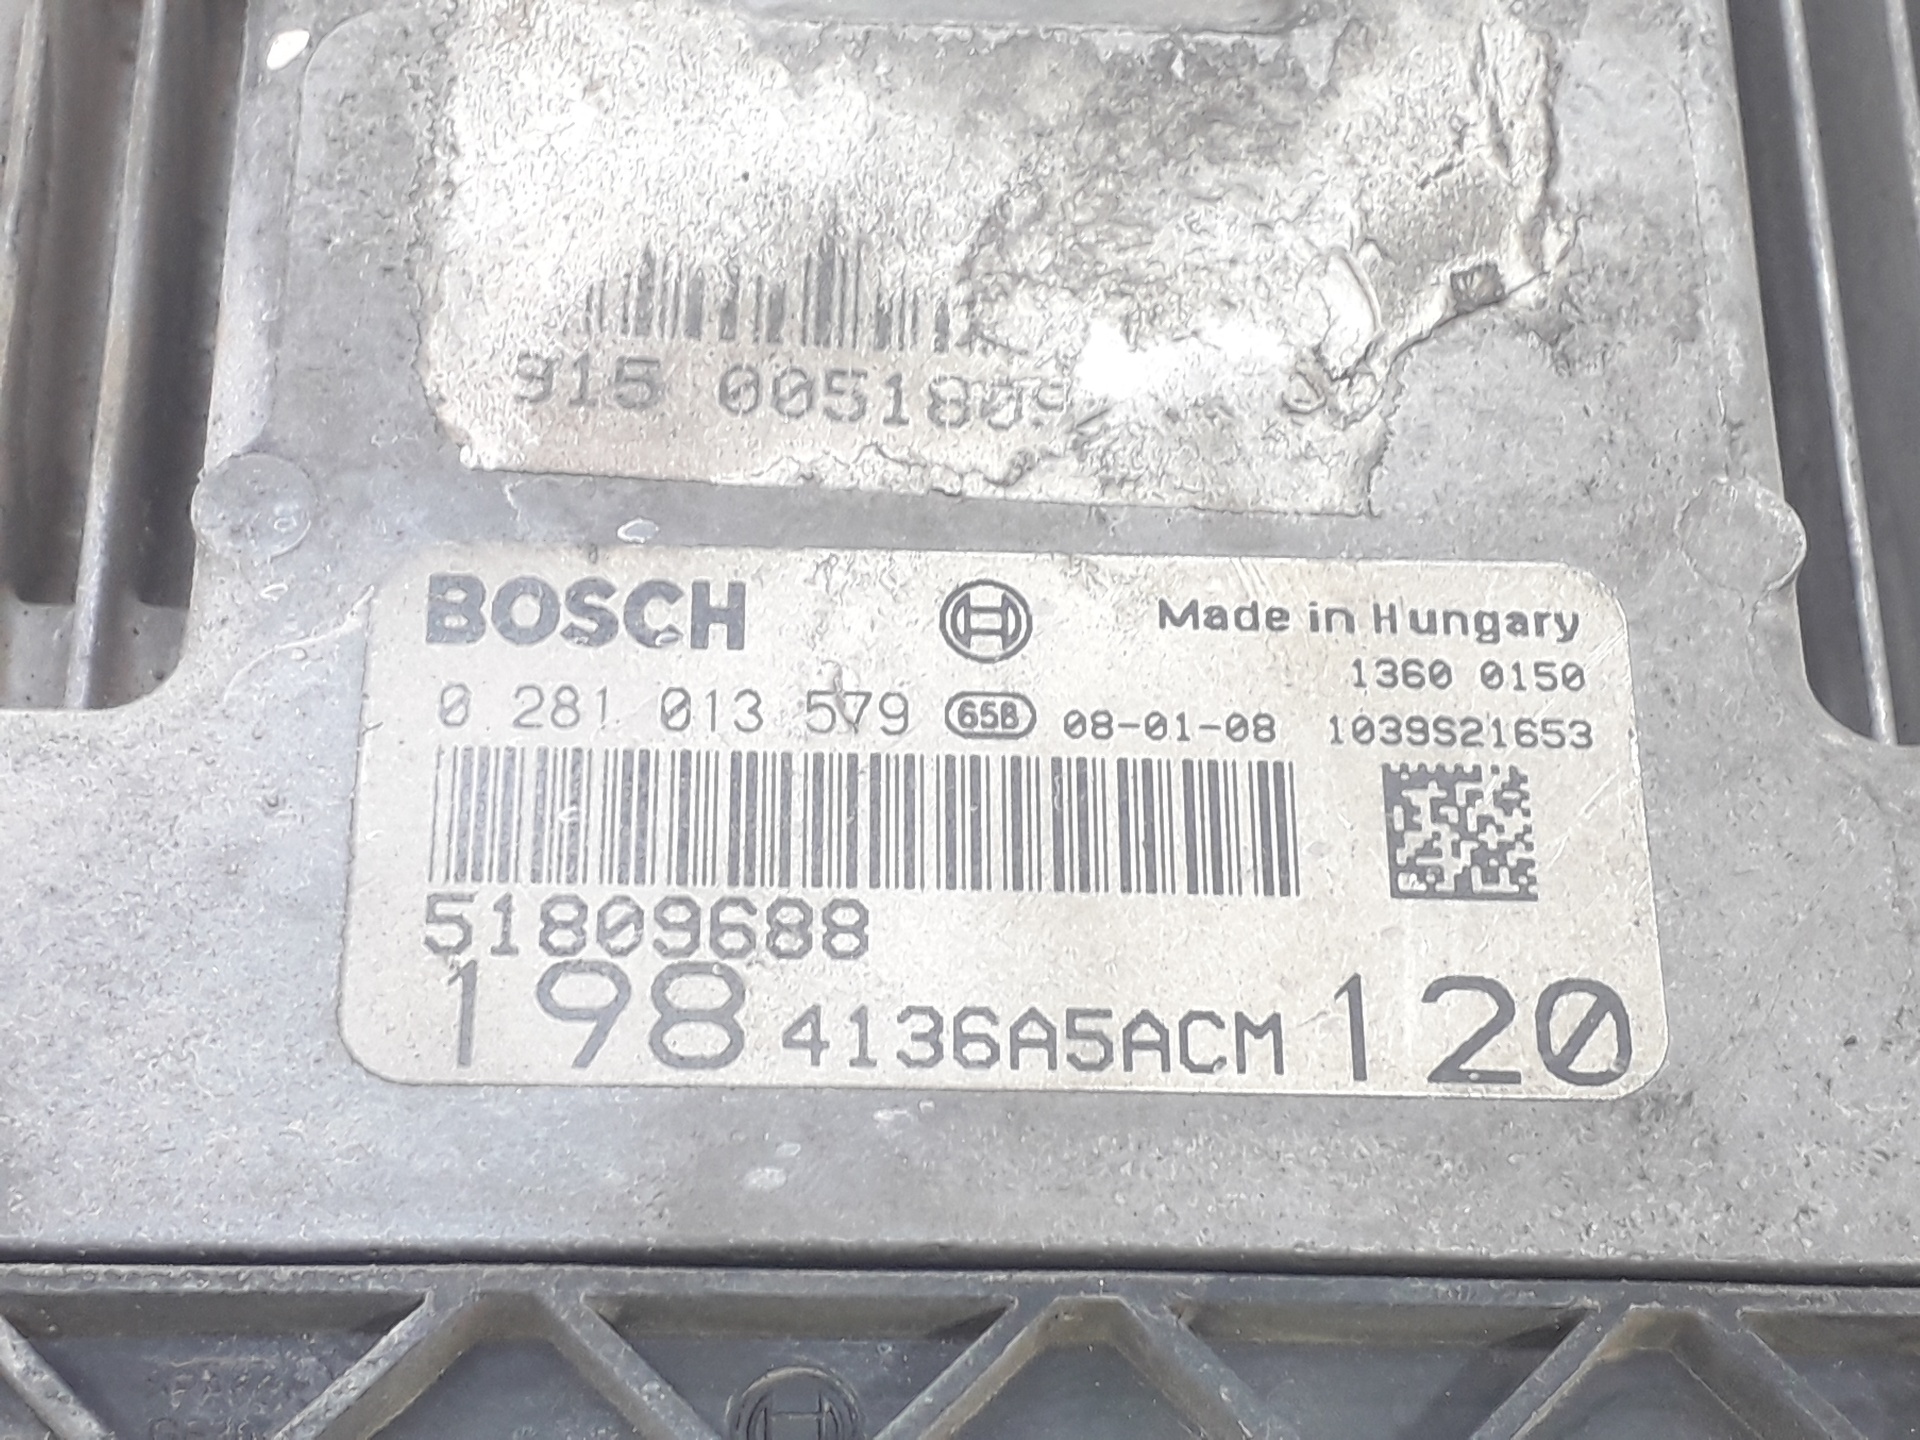 915 0051809
BOSCH Made in Hungary
1360 0150
0 281 013 579 65B 08-01-08 1039S21653
51809688
198 4136A5ACM 120